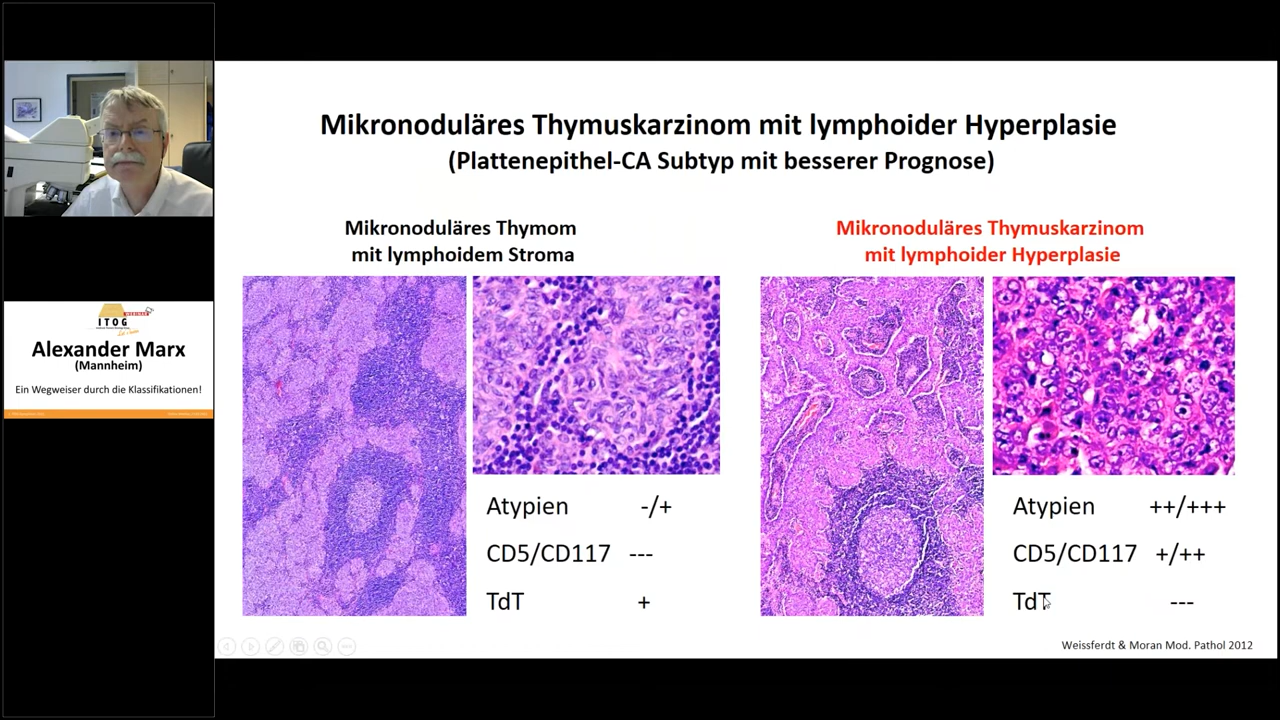 Mikronoduläres Thymuskarzinom mit lymphoider Hyperplasie
(Plattenepithel-CA Subtyp mit besserer Prognose)
Mikronoduläres Thymom
mit lymphoidem Stroma
Atypien -/+
CD5/CD117 ---
TdT +
Mikronoduläres Thymuskarzinom
mit lymphoider Hyperplasie
Atypien ++/+++
CD5/CD117 +/++
TdT ---
Weissferdt & Moran Mod. Pathol 2012
WEBINAR
ITOG
Alexander Marx
(Mannheim)
Ein Wegweiser durch die Klassifikationen!